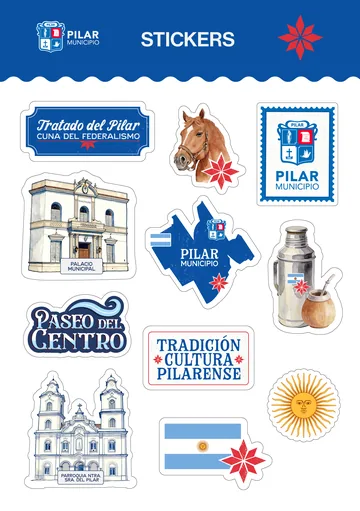 PILAR
MUNICIPIO
STICKERS
Tratado del Pilar
CUNA DEL FEDERALISMO
PILAR
MUNICIPIO
PALACIO
MUNICIPAL
PILAR
MUNICIPIO
PASEO DEL
CENTRO
TRADICIÓN
CULTURA
PILARENSE
PARROQUIA NTRA.
SRA. DEL PILAR